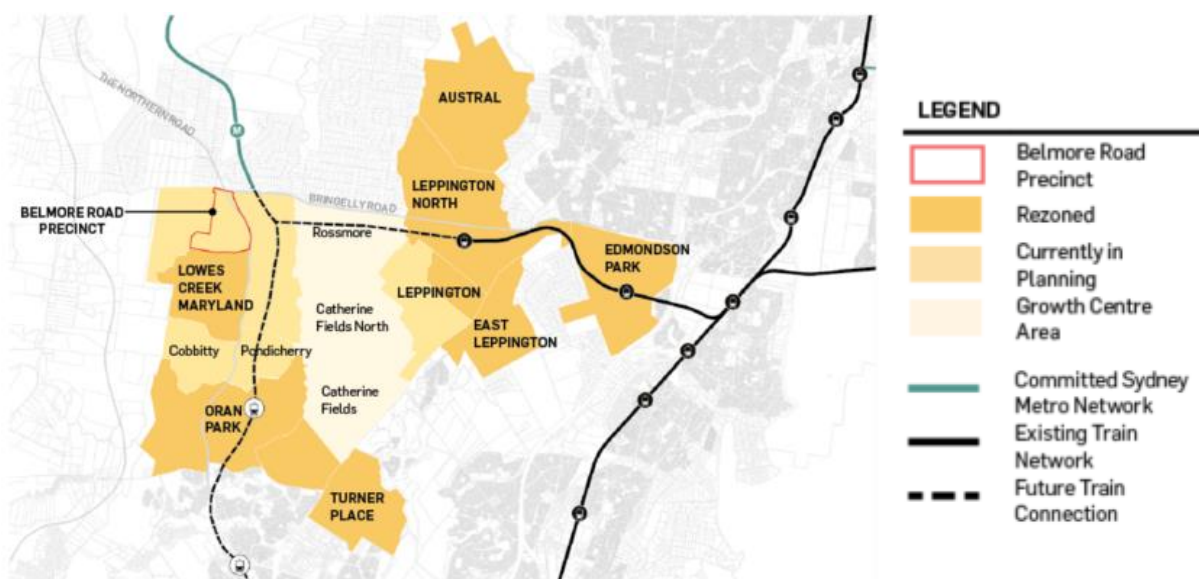 THE NORTHERN ROAD
M
AUSTRAL
LEPPINGTON
NORTH
BRINGELLY ROAD
BELMORE ROAD
PRECINCT
Rossmore
EDMONDSON
PARK
LOWES
CREEK
MARYLAND
LEPPINGTON
Catherine
Fields North
EAST
LEPPINGTON
Cobbitty
Pondicherry
Catherine
Fields
ORAN
PARK
TURNER
PLACE
LEGEND
Belmore Road
Precinct
Rezoned
Currently in
Planning
Growth Centre
Area
Committed Sydney
Metro Network
Existing Train
Network
Future Train
Connection